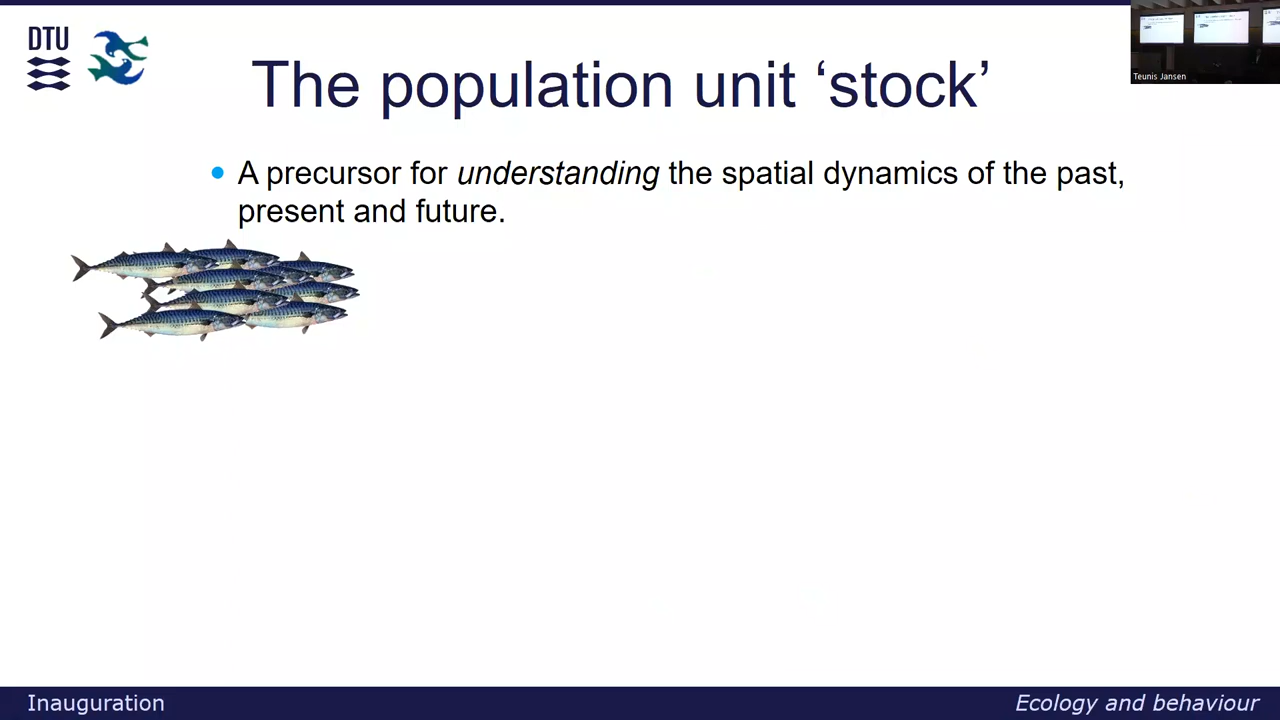 DTU
The population unit ‘stock’
Teunis Jansen
A precursor for understanding the spatial dynamics of the past,
present and future.
Inauguration
Ecology and behaviour